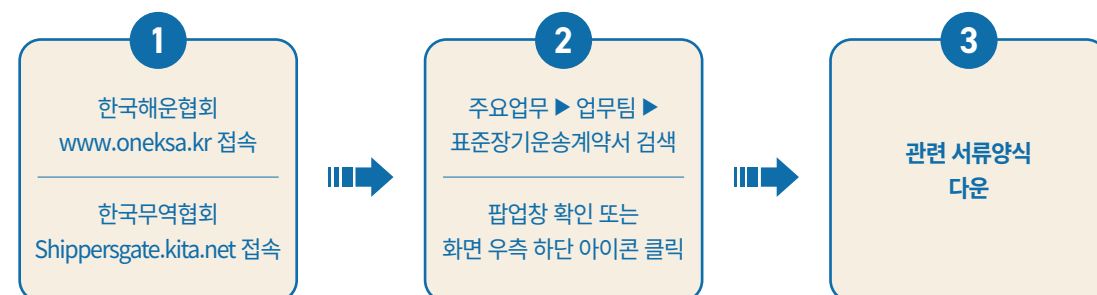 1
한국해운협회
www.oneksa.kr 접속
한국무역협회
Shippersgate.kita.net 접속
2
주요업무 ▶ 업무팀 ▶
표준장기운송계약서 검색
팝업창 확인 또는
화면 우측 하단 아이콘 클릭
3
관련 서류양식
다운